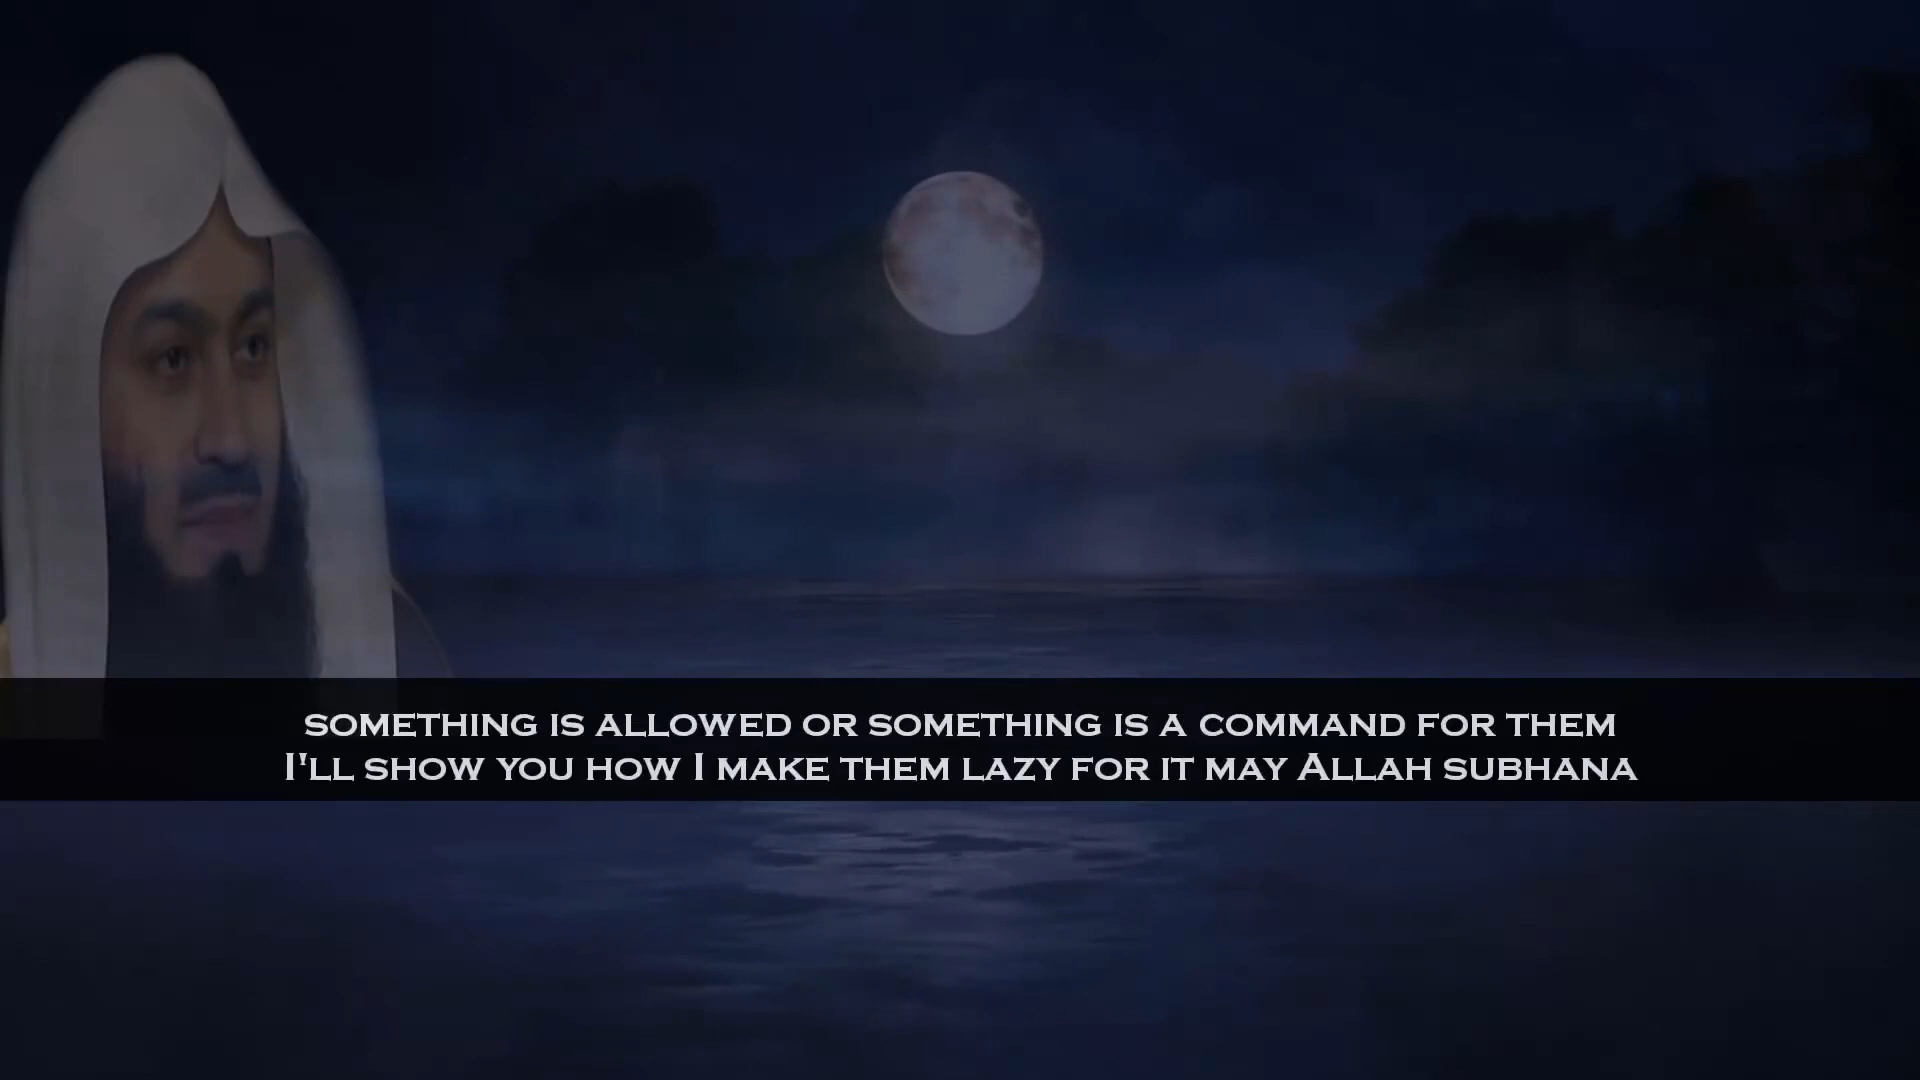 SOMETHING IS ALLOWED OR SOMETHING IS A COMMAND FOR THEM
I'LL SHOW YOU HOW I MAKE THEM LAZY FOR IT MAY ALLAH SUBHANA